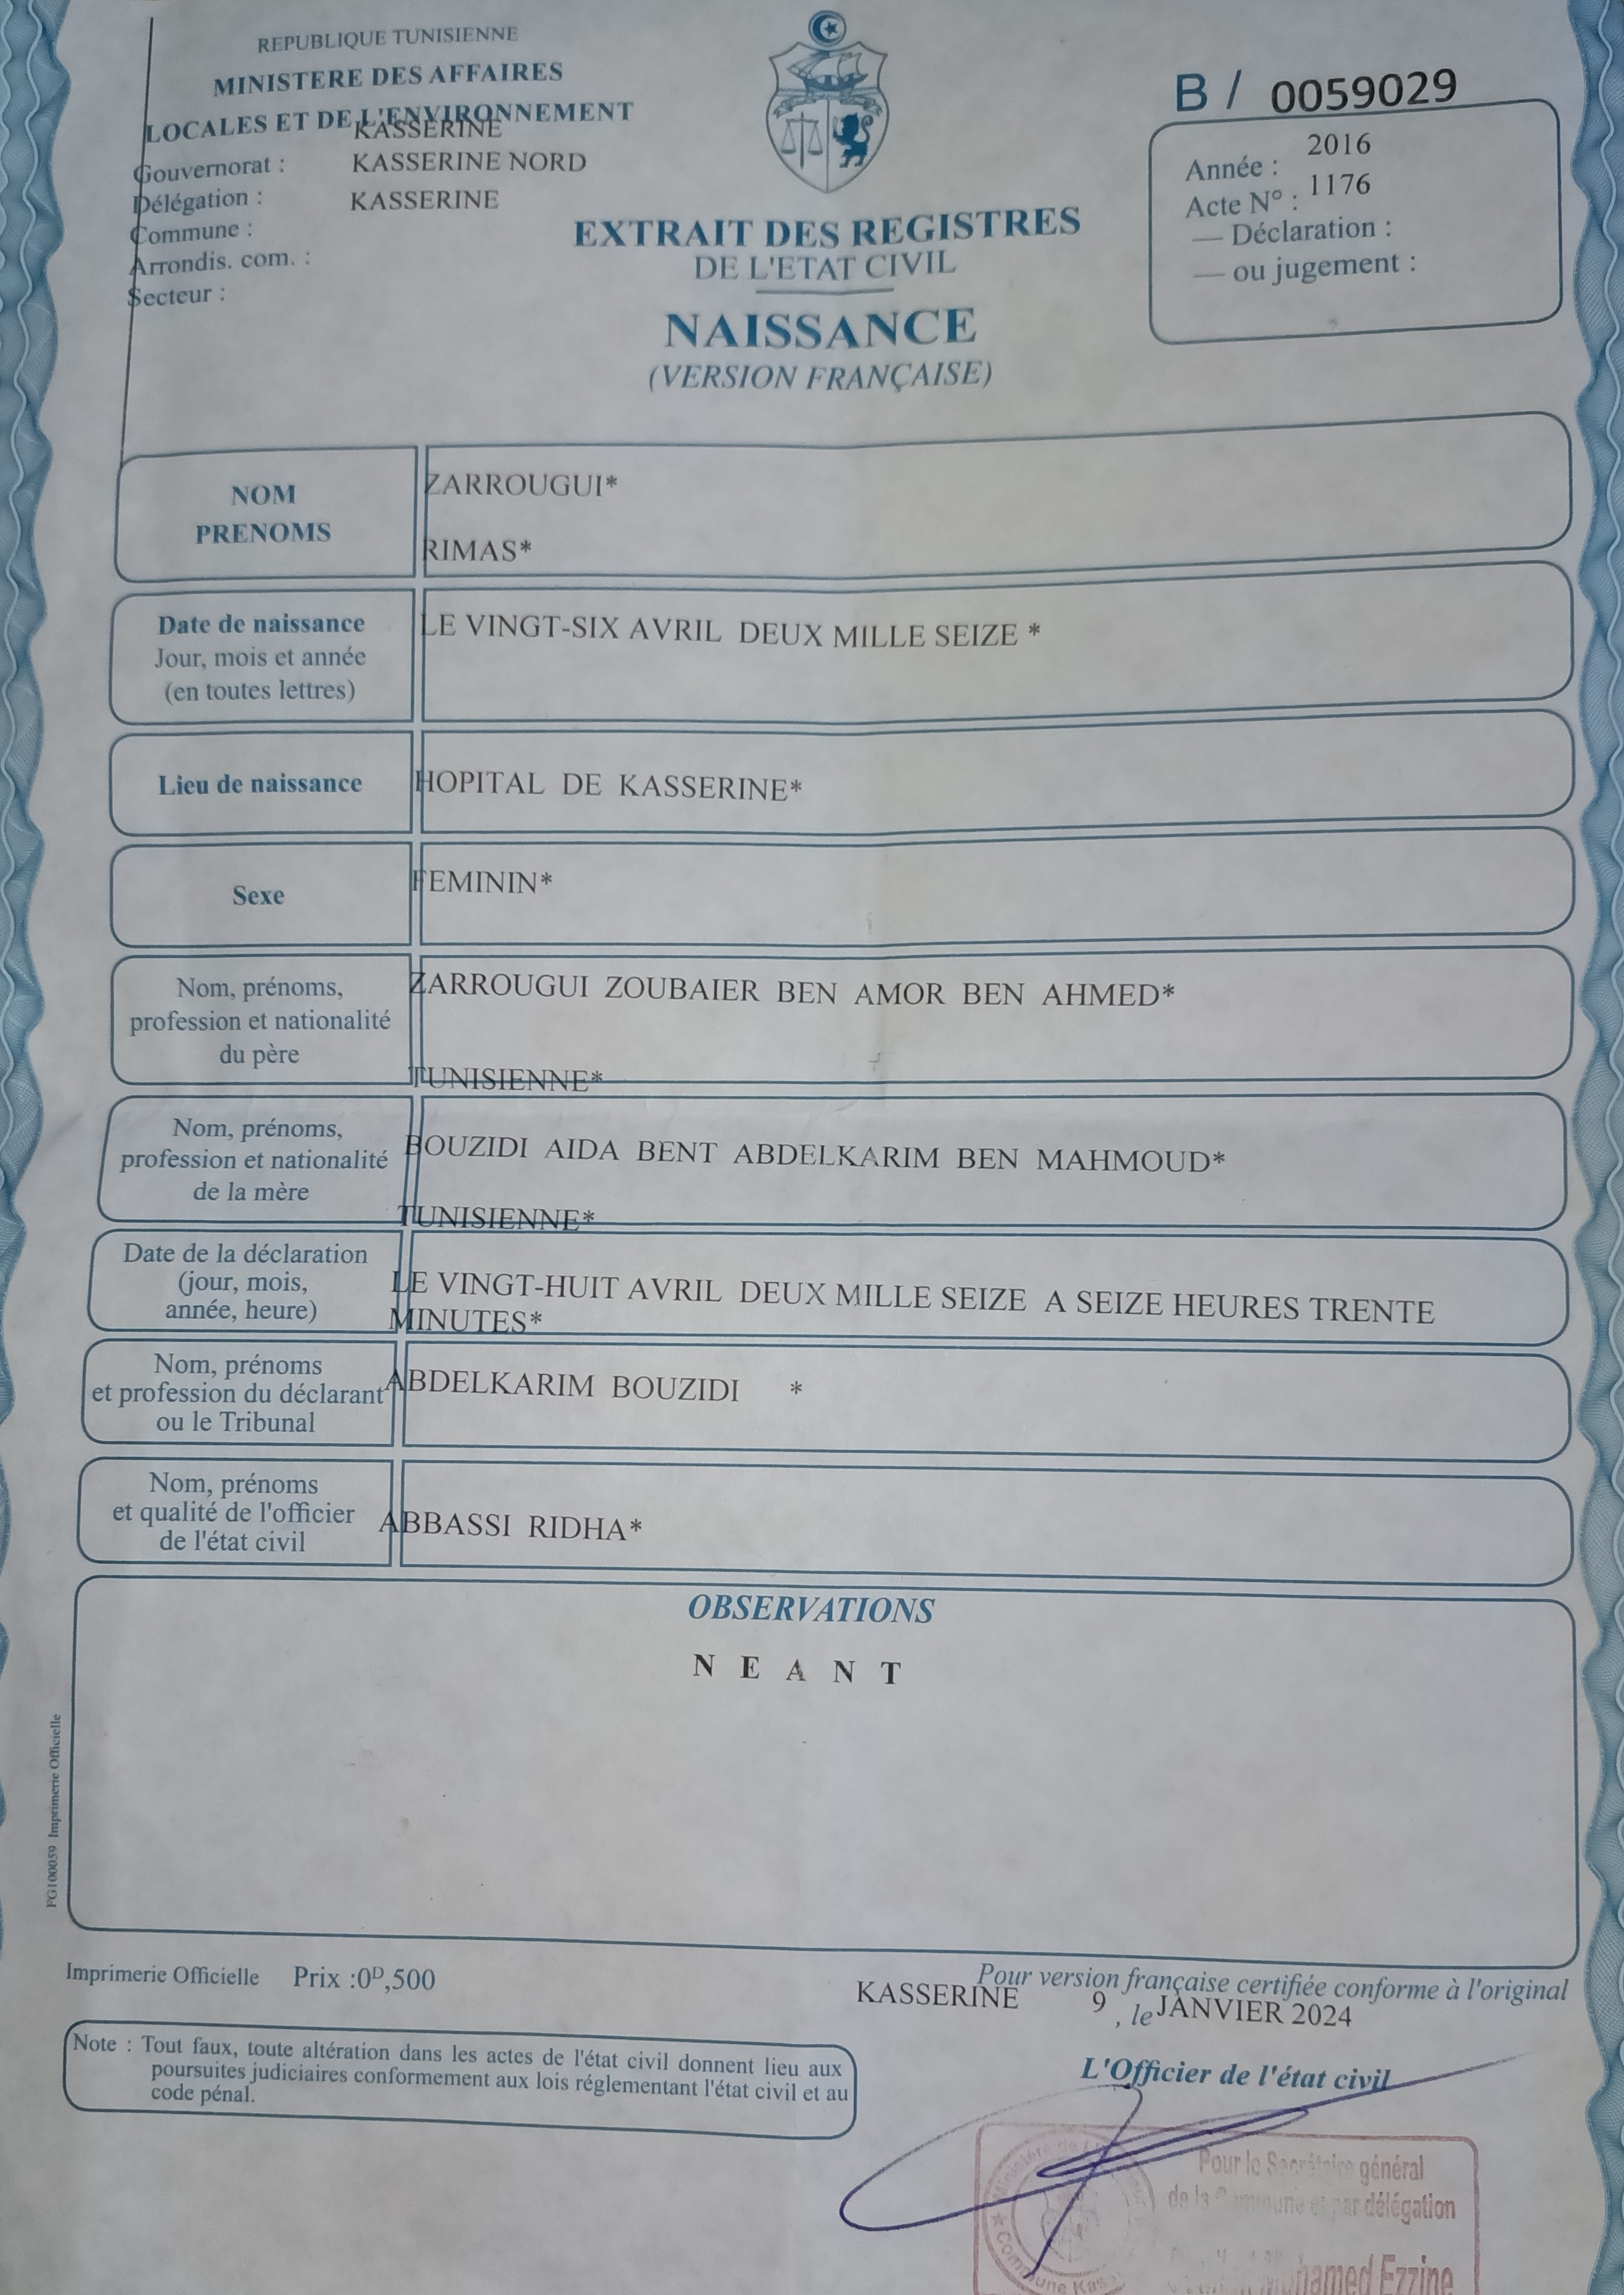 REPUBLIQUE TUNISIENNE
MINISTERE DES AFFAIRES
LOCALES ET DE L'ENVIRONNEMENT
KASSERINE
Gouvernorat : KASSERINE NORD
Délégation : KASSERINE
Commune :
Arrondis. com. :
Secteur :
B / 0059029
Année : 2016
Acte N° : 1176
— Déclaration :
— ou jugement :
EXTRAIT DES REGISTRES
DE L'ETAT CIVIL
NAISSANCE
(VERSION FRANÇAISE)
NOM
PRENOMS
ZARROUGUI*
RIMAS*
Date de naissance
Jour, mois et année
(en toutes lettres)
LE VINGT-SIX AVRIL DEUX MILLE SEIZE *
Lieu de naissance
HOPITAL DE KASSERINE*
Sexe
FEMININ*
Nom, prénoms,
profession et nationalité
du père
ZARROUGUI ZOUBAIER BEN AMOR BEN AHMED*
TUNISIENNE*
Nom, prénoms,
profession et nationalité
de la mère
BOUZIDI AIDA BENT ABDELKARIM BEN MAHMOUD*
TUNISIENNE*
Date de la déclaration
(jour, mois,
année, heure)
LE VINGT-HUIT AVRIL DEUX MILLE SEIZE A SEIZE HEURES TRENTE
MINUTES*
Nom, prénoms
et profession du déclarant
ou le Tribunal
ABDELKARIM BOUZIDI *
Nom, prénoms
et qualité de l'officier
de l'état civil
ABBASSI RIDHA*
OBSERVATIONS
N E A N T
FG100059 Imprimerie Officielle
Imprimerie Officielle Prix :0D,500
Pour version française certifiée conforme à l'original
KASSERINE 9 , le JANVIER 2024
Note : Tout faux, toute altération dans les actes de l'état civil donnent lieu aux
poursuites judiciaires conformement aux lois réglementant l'état civil et au
code pénal.
L'Officier de l'état civil
Pour le Secrétaire général
de la Commune et par délégation
Mohamed Ezzine